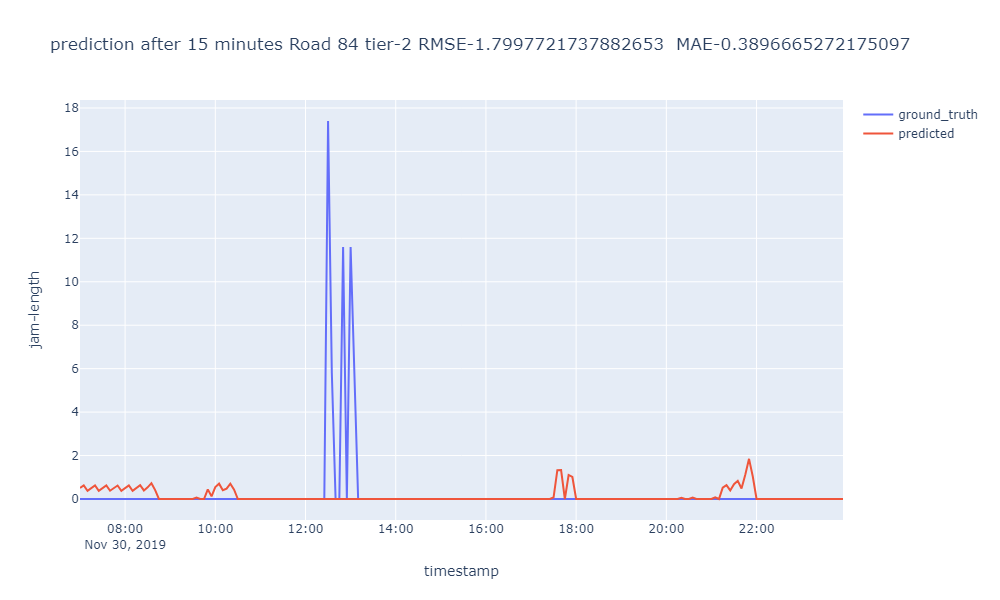 prediction after 15 minutes Road 84 tier-2 RMSE-1.7997721737882653  MAE-0.3896665272175097
ground_truth
predicted
18
16
14
12
10
8
6
4
2
0
jam-length
08:00 10:00 12:00 14:00 16:00 18:00 20:00 22:00
Nov 30, 2019
timestamp